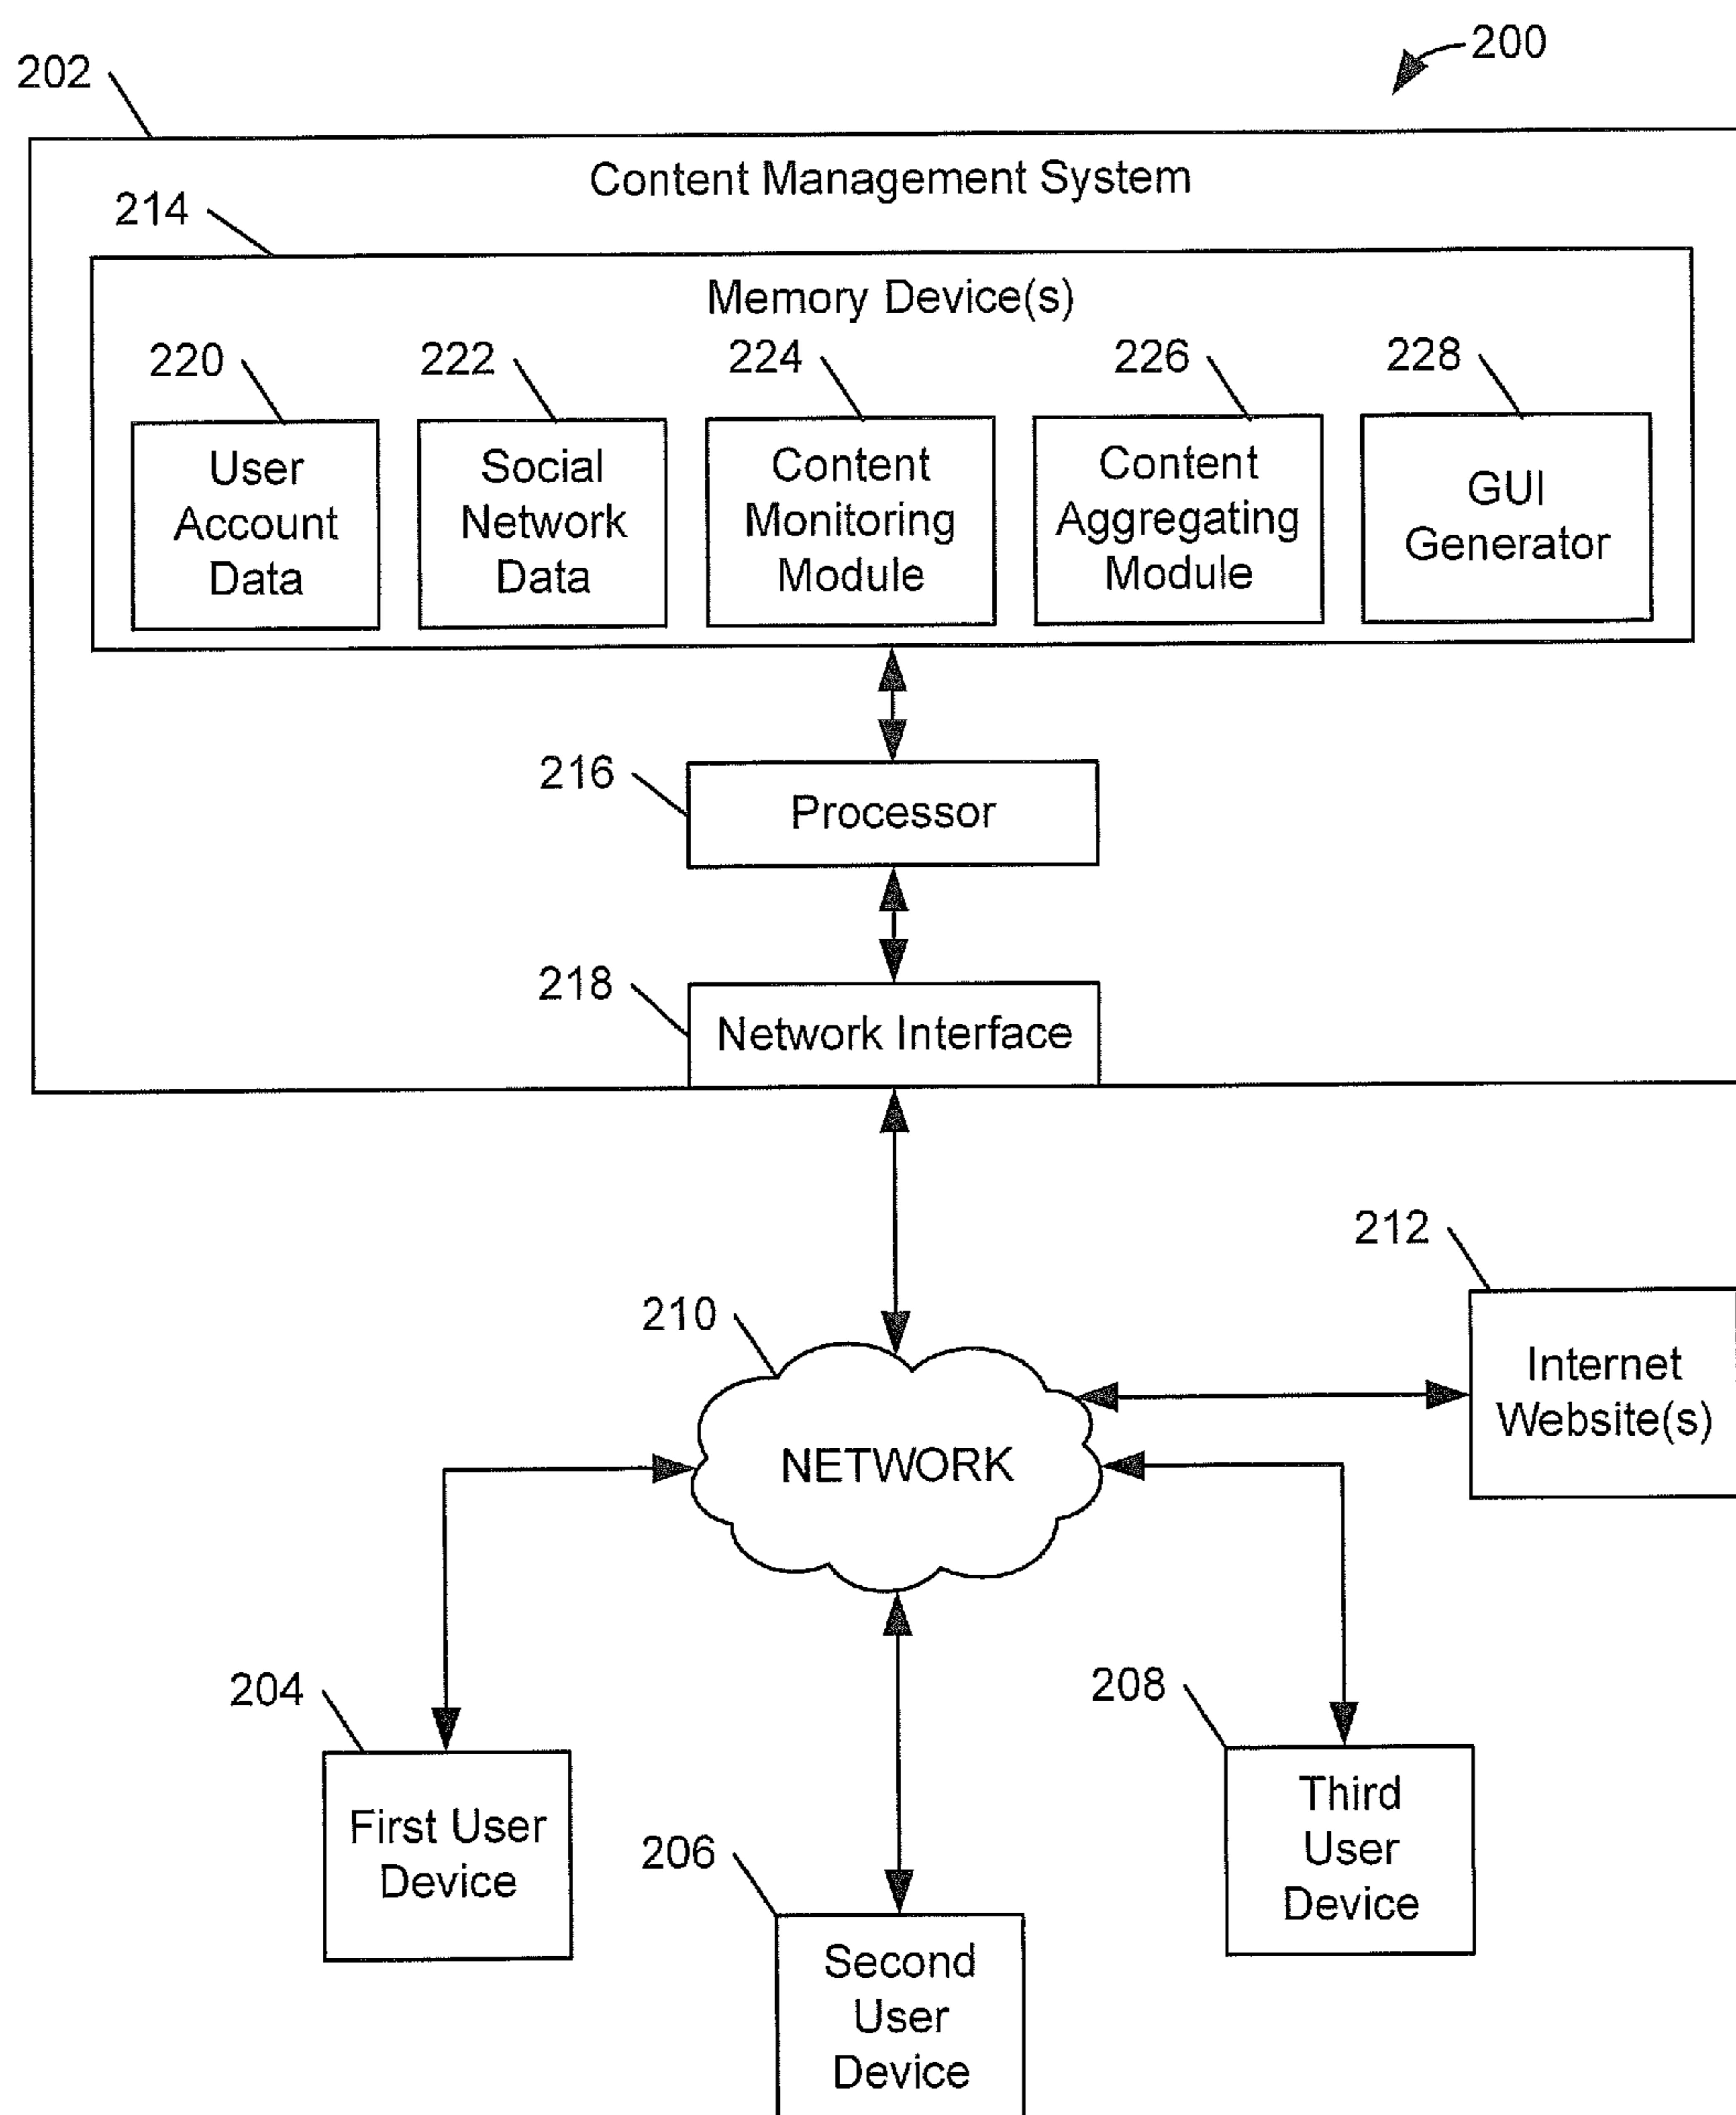 200
202
Content Management System
214
Memory Device(s)
220
222
224
226
228
User
Account
Data
Social
Network
Data
Content
Monitoring
Module
Content
Aggregating
Module
GUI
Generator
216
Processor
218
Network Interface
212
210
Internet
Website(s)
NETWORK
204
208
First User
Device
Third
User
Device
206
Second
User
Device